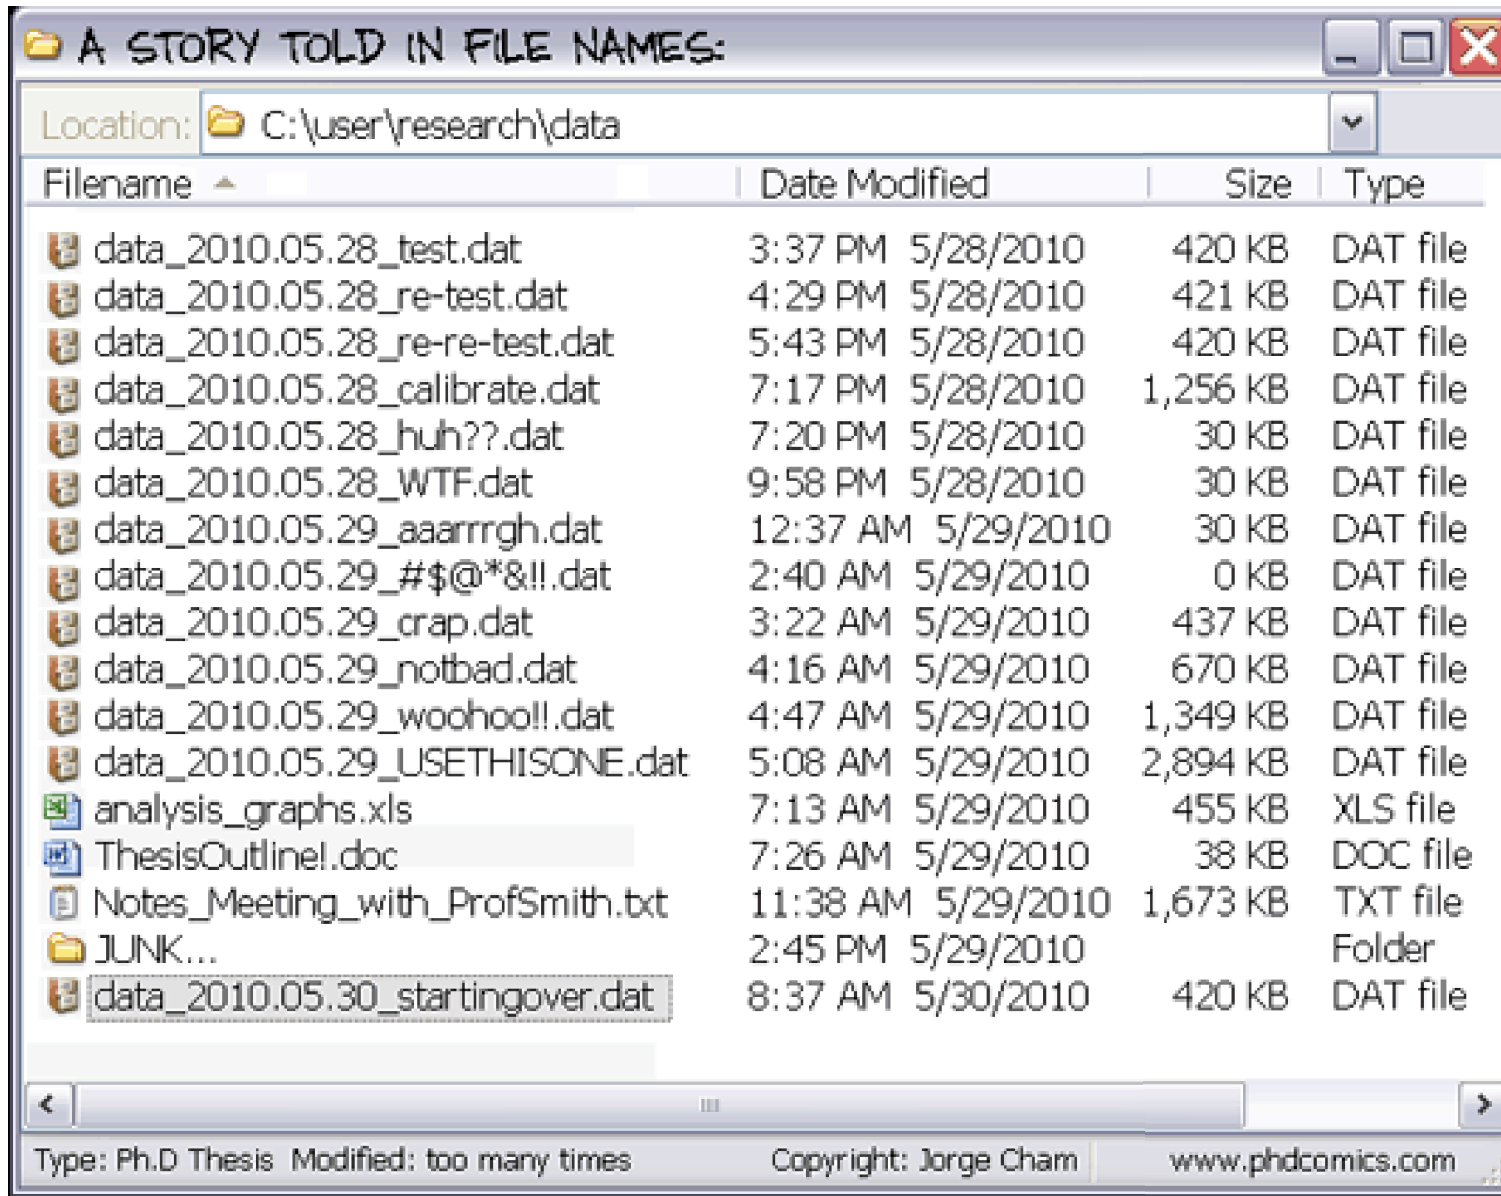 A STORY TOLD IN FILE NAMES:
Location: C:\user\research\data
Filename Date Modified Size Type
data_2010.05.28_test.dat 3:37 PM 5/28/2010 420 KB DAT file
data_2010.05.28_re-test.dat 4:29 PM 5/28/2010 421 KB DAT file
data_2010.05.28_re-re-test.dat 5:43 PM 5/28/2010 420 KB DAT file
data_2010.05.28_calibrate.dat 7:17 PM 5/28/2010 1,256 KB DAT file
data_2010.05.28_huh??.dat 7:20 PM 5/28/2010 30 KB DAT file
data_2010.05.28_WTF.dat 9:58 PM 5/28/2010 30 KB DAT file
data_2010.05.29_aaarrrgh.dat 12:37 AM 5/29/2010 30 KB DAT file
data_2010.05.29_#$@*&!!.dat 2:40 AM 5/29/2010 0 KB DAT file
data_2010.05.29_crap.dat 3:22 AM 5/29/2010 437 KB DAT file
data_2010.05.29_notbad.dat 4:16 AM 5/29/2010 670 KB DAT file
data_2010.05.29_woohoo!!.dat 4:47 AM 5/29/2010 1,349 KB DAT file
data_2010.05.29_USETHISONE.dat 5:08 AM 5/29/2010 2,894 KB DAT file
analysis_graphs.xls 7:13 AM 5/29/2010 455 KB XLS file
ThesisOutline!.doc 7:26 AM 5/29/2010 38 KB DOC file
Notes_Meeting_with_ProfSmith.txt 11:38 AM 5/29/2010 1,673 KB TXT file
JUNK... 2:45 PM 5/29/2010 Folder
data_2010.05.30_startingover.dat 8:37 AM 5/30/2010 420 KB DAT file
Type: Ph.D Thesis Modified: too many times Copyright: Jorge Cham www.phdcomics.com